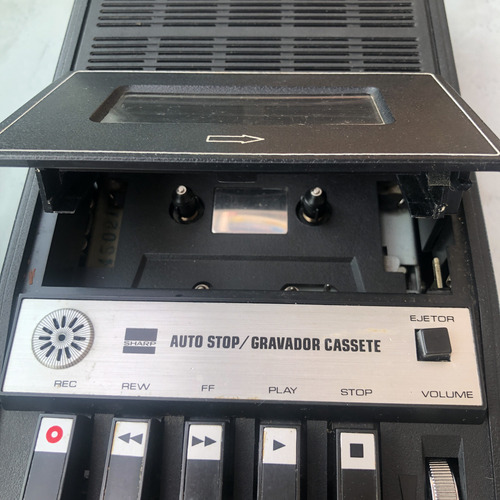 EJETOR
SHARP AUTO STOP/GRAVADOR CASSETE
REC REW FF PLAY STOP VOLUME